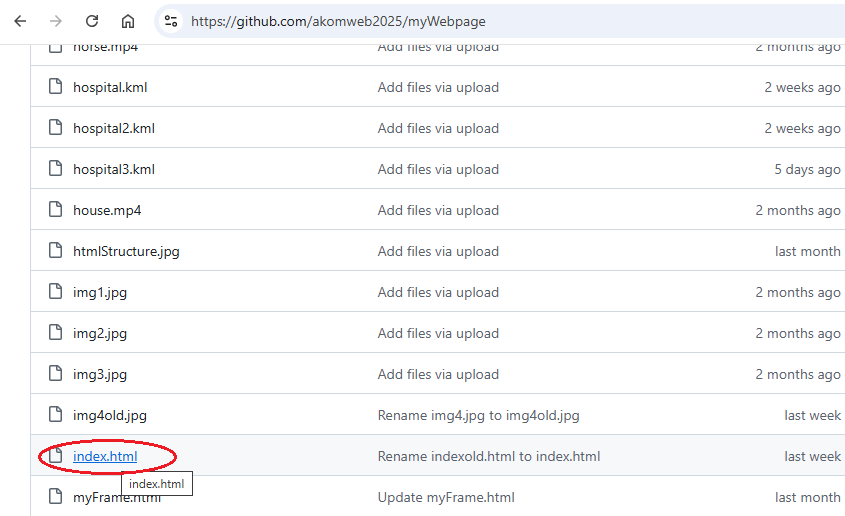 https://github.com/akomweb2025/myWebpage
horse.mp4 Add files via upload 2 months ago
hospital.kml Add files via upload 2 weeks ago
hospital2.kml Add files via upload 2 weeks ago
hospital3.kml Add files via upload 5 days ago
house.mp4 Add files via upload 2 months ago
htmlStructure.jpg Add files via upload last month
img1.jpg Add files via upload 2 months ago
img2.jpg Add files via upload 2 months ago
img3.jpg Add files via upload 2 months ago
img4old.jpg Rename img4.jpg to img4old.jpg last week
index.html Rename indexold.html to index.html last week
index.html
myFrame.html Update myFrame.html last month